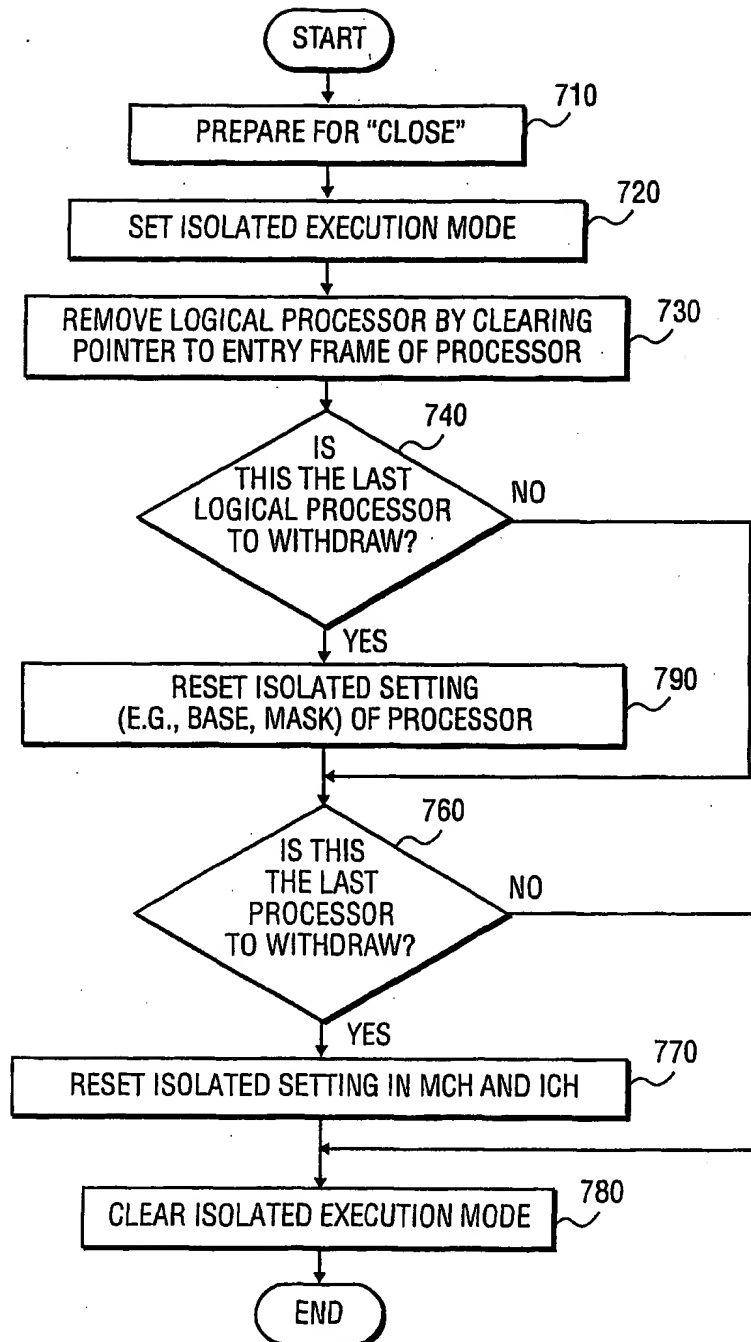 START
710
PREPARE FOR “CLOSE”
720
SET ISOLATED EXECUTION MODE
730
REMOVE LOGICAL PROCESSOR BY CLEARING
POINTER TO ENTRY FRAME OF PROCESSOR
740
IS
THIS THE LAST
LOGICAL PROCESSOR
TO WITHDRAW?
NO
YES
790
RESET ISOLATED SETTING
(E.G., BASE, MASK) OF PROCESSOR
760
IS THIS
THE LAST
PROCESSOR
TO WITHDRAW?
NO
YES
770
RESET ISOLATED SETTING IN MCH AND ICH
780
CLEAR ISOLATED EXECUTION MODE
END